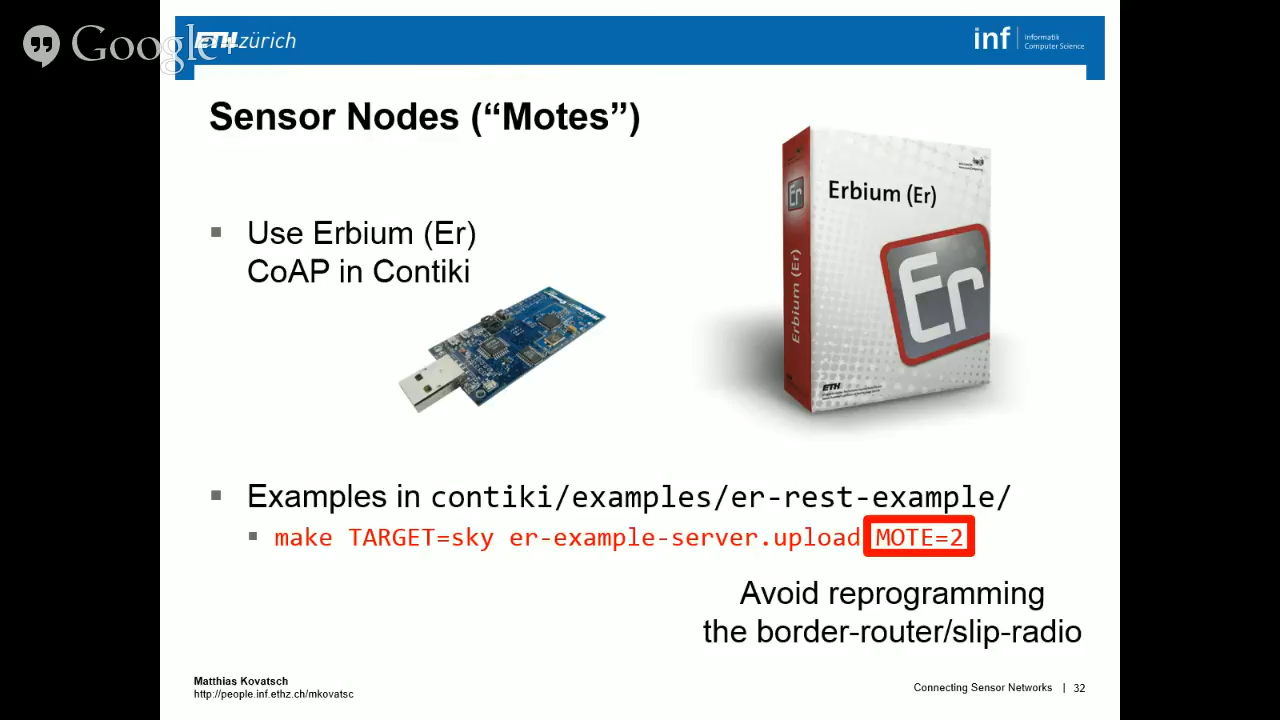 Google+
ETH zürich
inf
Informatik
Computer Science
Sensor Nodes (“Motes”)
Use Erbium (Er)
CoAP in Contiki
Erbium (Er)
Er
Erbium (Er)
Er
ETH
Examples in contiki/examples/er-rest-example/
make TARGET=sky er-example-server.upload MOTE=2
Avoid reprogramming
the border-router/slip-radio
Matthias Kovatsch
http://people.inf.ethz.ch/mkovatsc
Connecting Sensor Networks | 32